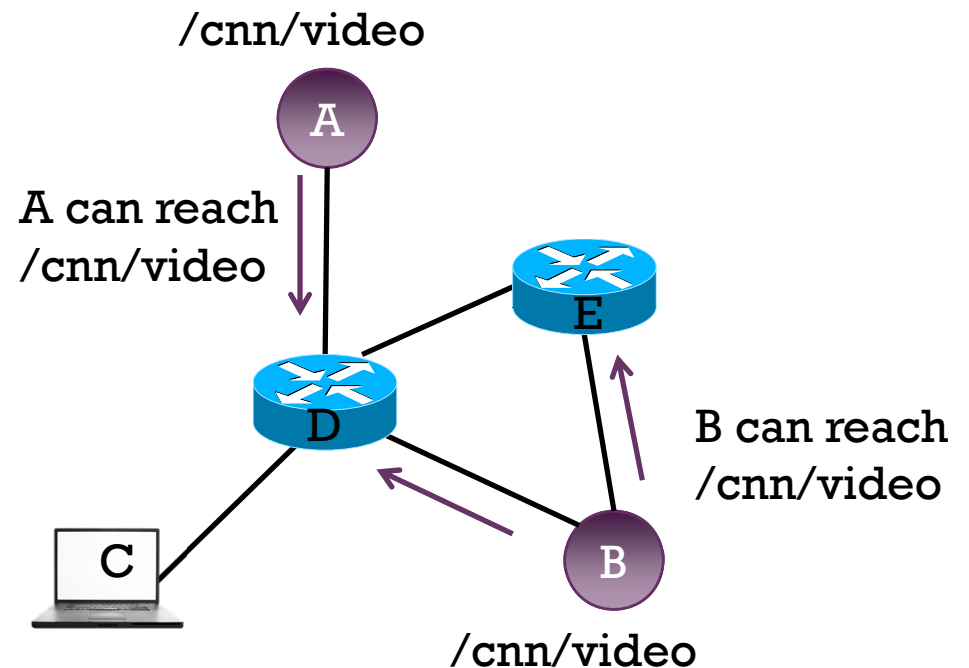 /cnn/video
A
A can reach
/cnn/video
E
D
B can reach
/cnn/video
C
B
/cnn/video